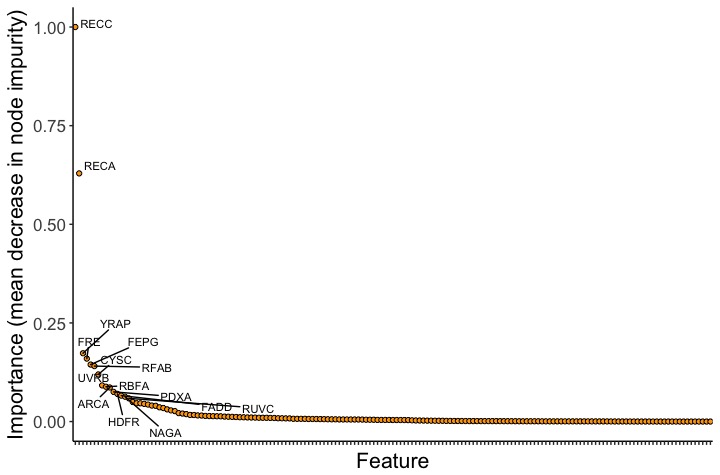 Importance (mean decrease in node impurity)
1.00
0.75
0.50
0.25
0.00
RECC
RECA
YRAP
FRE
FEPG
CYSC
RFAB
UVRB
RBFA
ARCA
PDXA
FADD
RUVC
HDFR
NAGA
Feature